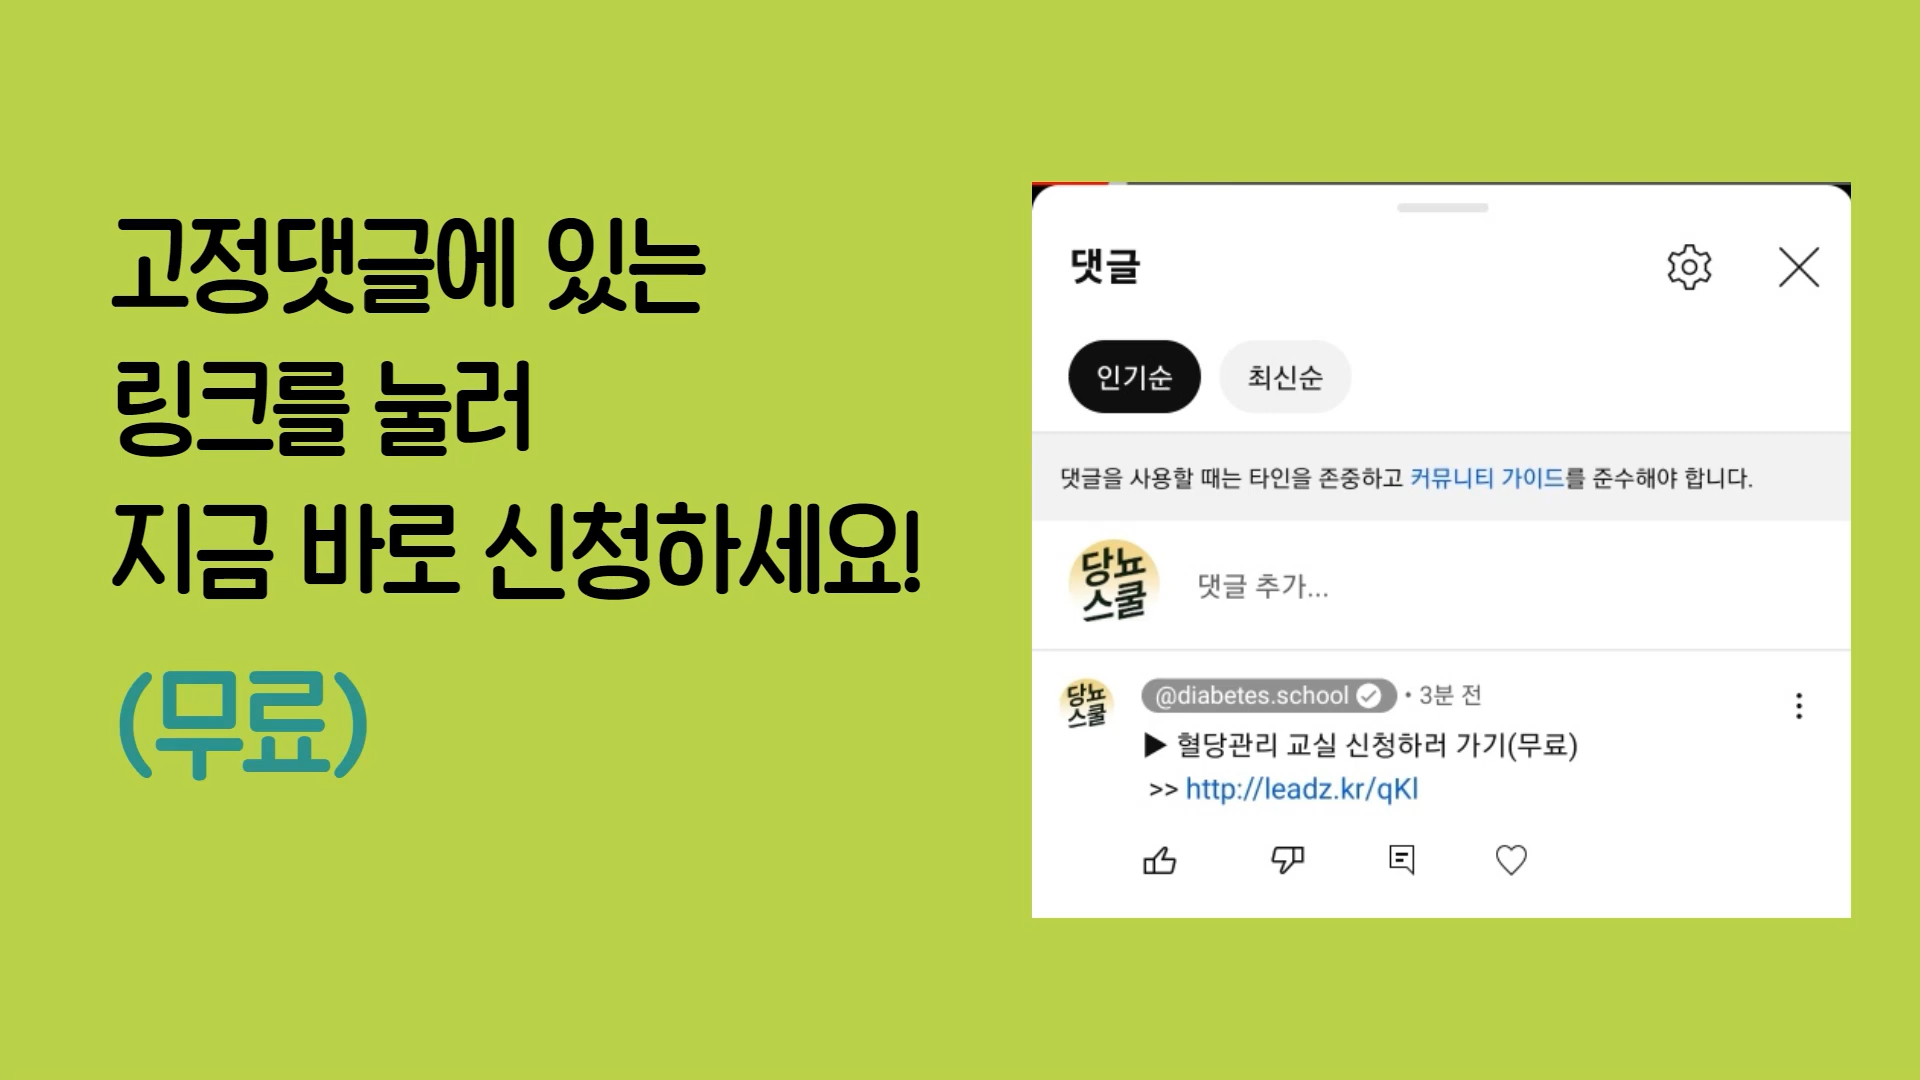 고정댓글에 있는
링크를 눌러
지금 바로 신청하세요!
(무료)
댓글
인기순 최신순
댓글을 사용할 때는 타인을 존중하고 커뮤니티 가이드를 준수해야 합니다.
당뇨
스쿨
댓글 추가...
당뇨
스쿨
@diabetes.school • 3분 전
▶ 혈당관리 교실 신청하러 가기(무료)
>> http://leadz.kr/qKl